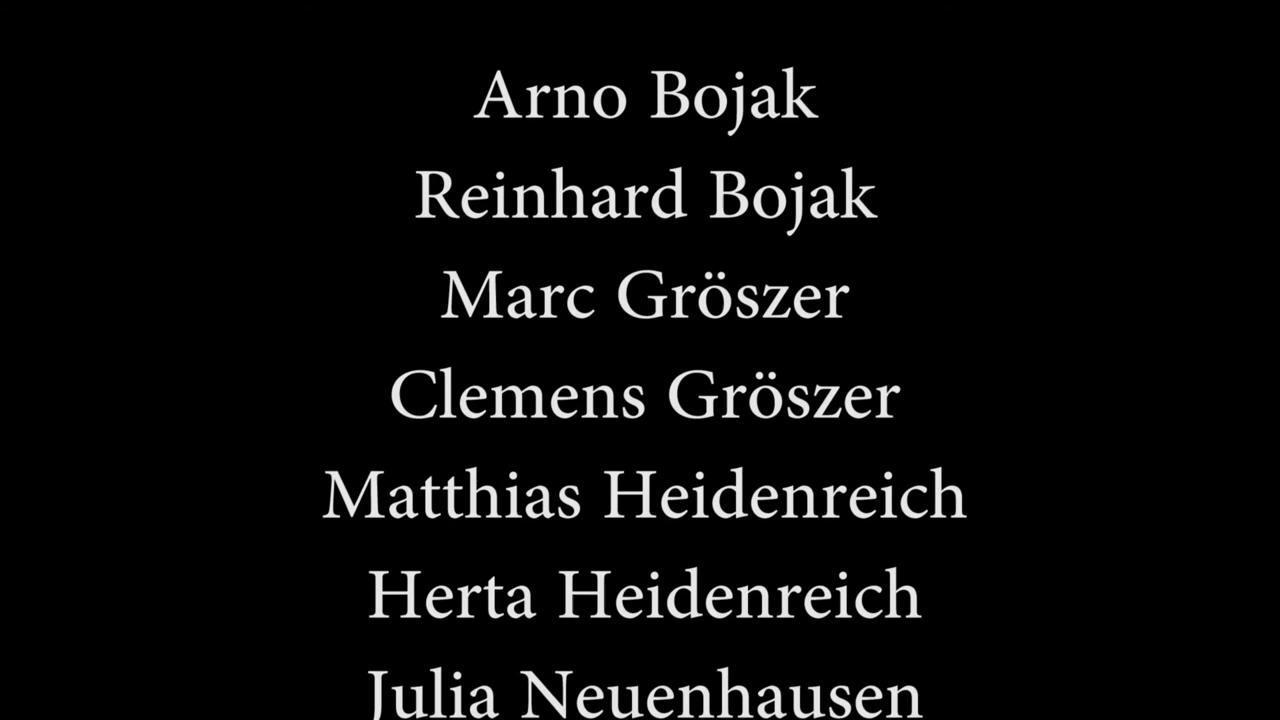 Arno Bojak
Reinhard Bojak
Marc Gröszer
Clemens Gröszer
Matthias Heidenreich
Herta Heidenreich
Julia Neuenhausen